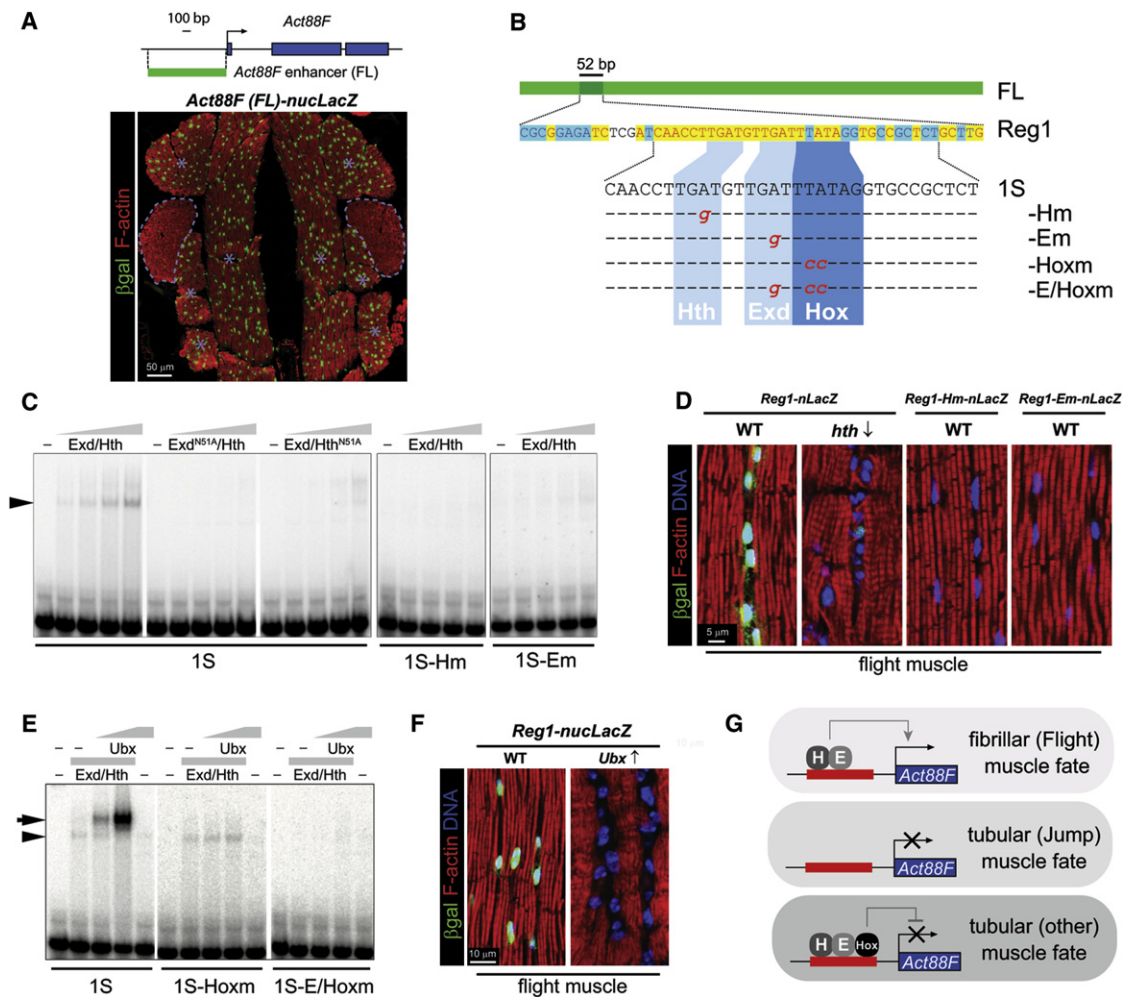 A
100 bp
Act88F
Act88F enhancer (FL)
Act88F (FL)-nucLacZ
βgal F-actin
* * * * * * * *
50 μm
B
52 bp
FL
CGCGGAGATCTCGATCAACCTTGATGTTGATTTATAGGTGCCGCTCTGCTTG
Reg1
CAACCTTGATGTTGATTTATAGGTGCCGCTCT
1S
g
-Hm
g
-Em
cc
-Hoxm
g cc
-E/Hoxm
Hth Exd Hox
C
– Exd/Hth – ExdN51A/Hth – Exd/HthN51A – Exd/Hth – Exd/Hth
1S 1S-Hm 1S-Em
D
Reg1-nLacZ Reg1-Hm-nLacZ Reg1-Em-nLacZ
WT hth ↓ WT WT
βgal F-actin DNA
5 μm
flight muscle
E
– – Ubx – – Ubx – – Ubx
Exd/Hth – Exd/Hth – Exd/Hth –
1S 1S-Hoxm 1S-E/Hoxm
F
Reg1-nucLacZ
WT Ubx ↑
βgal F-actin DNA
10 μm
10 μm
flight muscle
G
H E Act88F
fibrillar (Flight)
muscle fate
Act88F
tubular (Jump)
muscle fate
H E Hox Act88F
tubular (other)
muscle fate